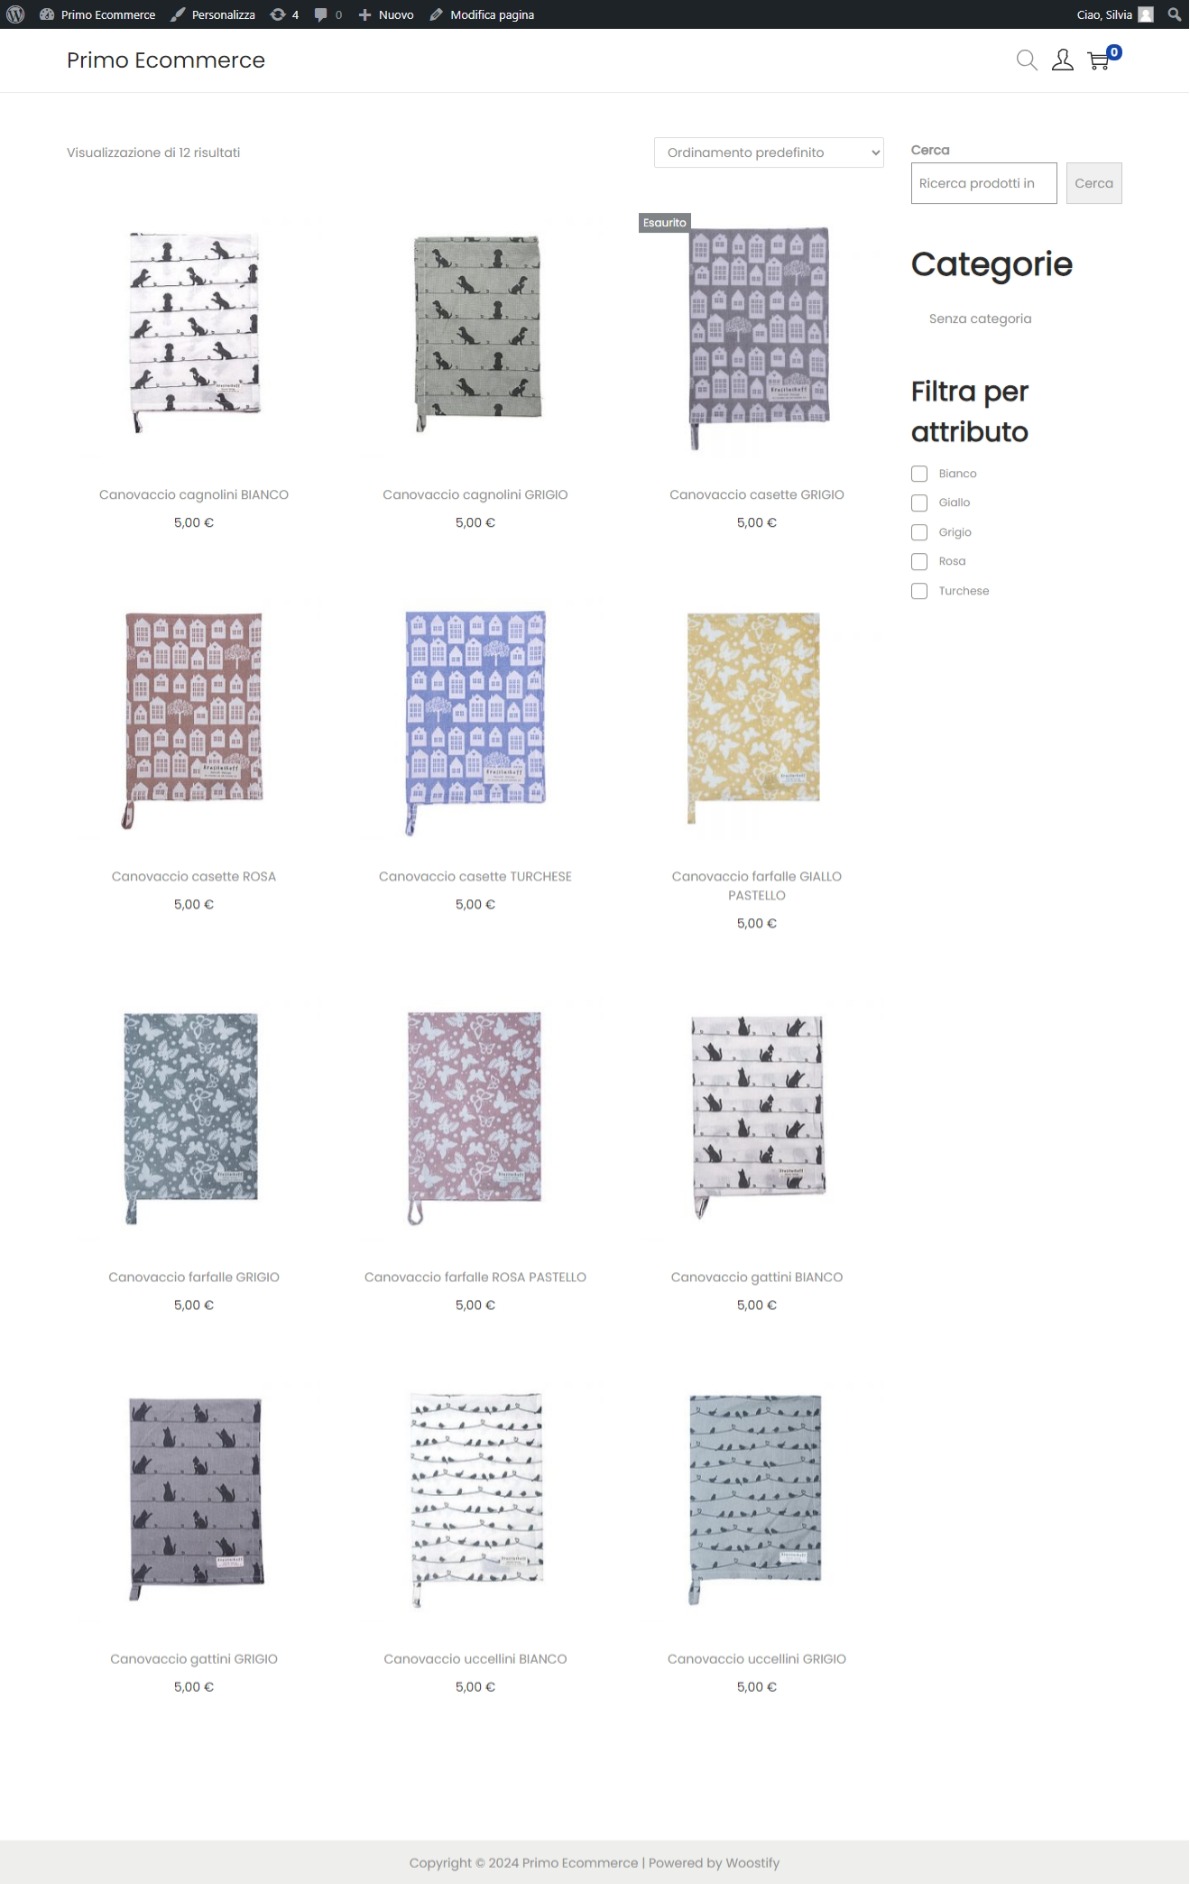 Primo Ecommerce
Personalizza
4
0
Nuovo
Modifica pagina
Ciao, Silvia
Primo Ecommerce
0
Visualizzazione di 12 risultati
Ordinamento predefinito
Cerca
Ricerca prodotti in
Cerca
Categorie
Senza categoria
Filtra per
attributo
Bianco
Giallo
Grigio
Rosa
Turchese
Esaurito
Canovaccio cagnolini BIANCO
5,00 €
Canovaccio cagnolini GRIGIO
5,00 €
Canovaccio casette GRIGIO
5,00 €
Canovaccio casette ROSA
5,00 €
Canovaccio casette TURCHESE
5,00 €
Canovaccio farfalle GIALLO
PASTELLO
5,00 €
Canovaccio farfalle GRIGIO
5,00 €
Canovaccio farfalle ROSA PASTELLO
5,00 €
Canovaccio gattini BIANCO
5,00 €
Canovaccio gattini GRIGIO
5,00 €
Canovaccio uccellini BIANCO
5,00 €
Canovaccio uccellini GRIGIO
5,00 €
Copyright © 2024 Primo Ecommerce | Powered by Woostify